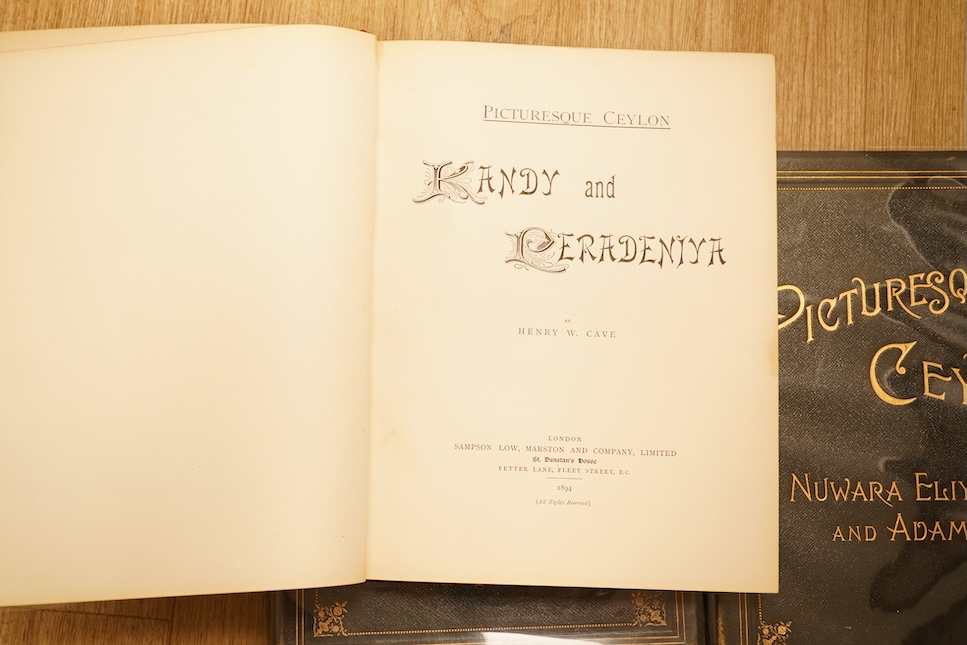 PICTURESQUE CEYLON
KANDY and
PERADENIYA
BY
HENRY W. CAVE
LONDON
SAMPSON LOW, MARSTON AND COMPANY, LIMITED
St. Dunstan's House
FETTER LANE, FLEET STREET, E.C.
1894
[All Rights Reserved]
PICTURESQ
CEY
NUWARA ELIY
AND ADAM